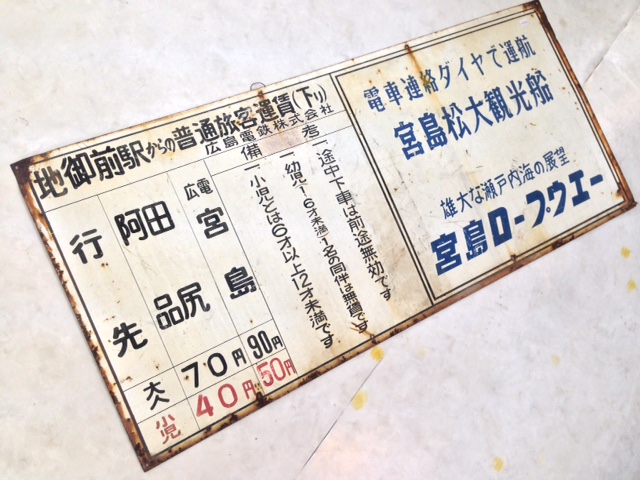 地御前駅からの普通旅客運賃(下り)
広島電鉄株式会社
行先
阿品
田尻
広電宮島
大人
70円
90円
小児
40円
50円
備考
一、途中下車は前途無効です
一、幼児(1~6才未満)1名の同伴は無賃です
一、小児とは6才以上12才未満です
電車連絡ダイヤで運航
宮島松大観光船
雄大な瀬戸内海の展望
宮島ロープウエー